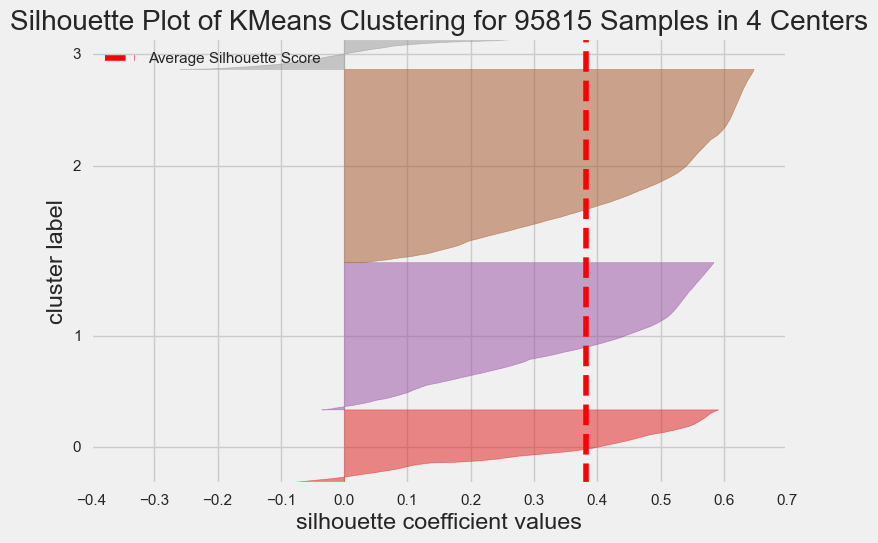 Silhouette Plot of KMeans Clustering for 95815 Samples in 4 Centers
Average Silhouette Score
cluster label
3
2
1
0
−0.4 −0.3 −0.2 −0.1 0.0 0.1 0.2 0.3 0.4 0.5 0.6 0.7
silhouette coefficient values